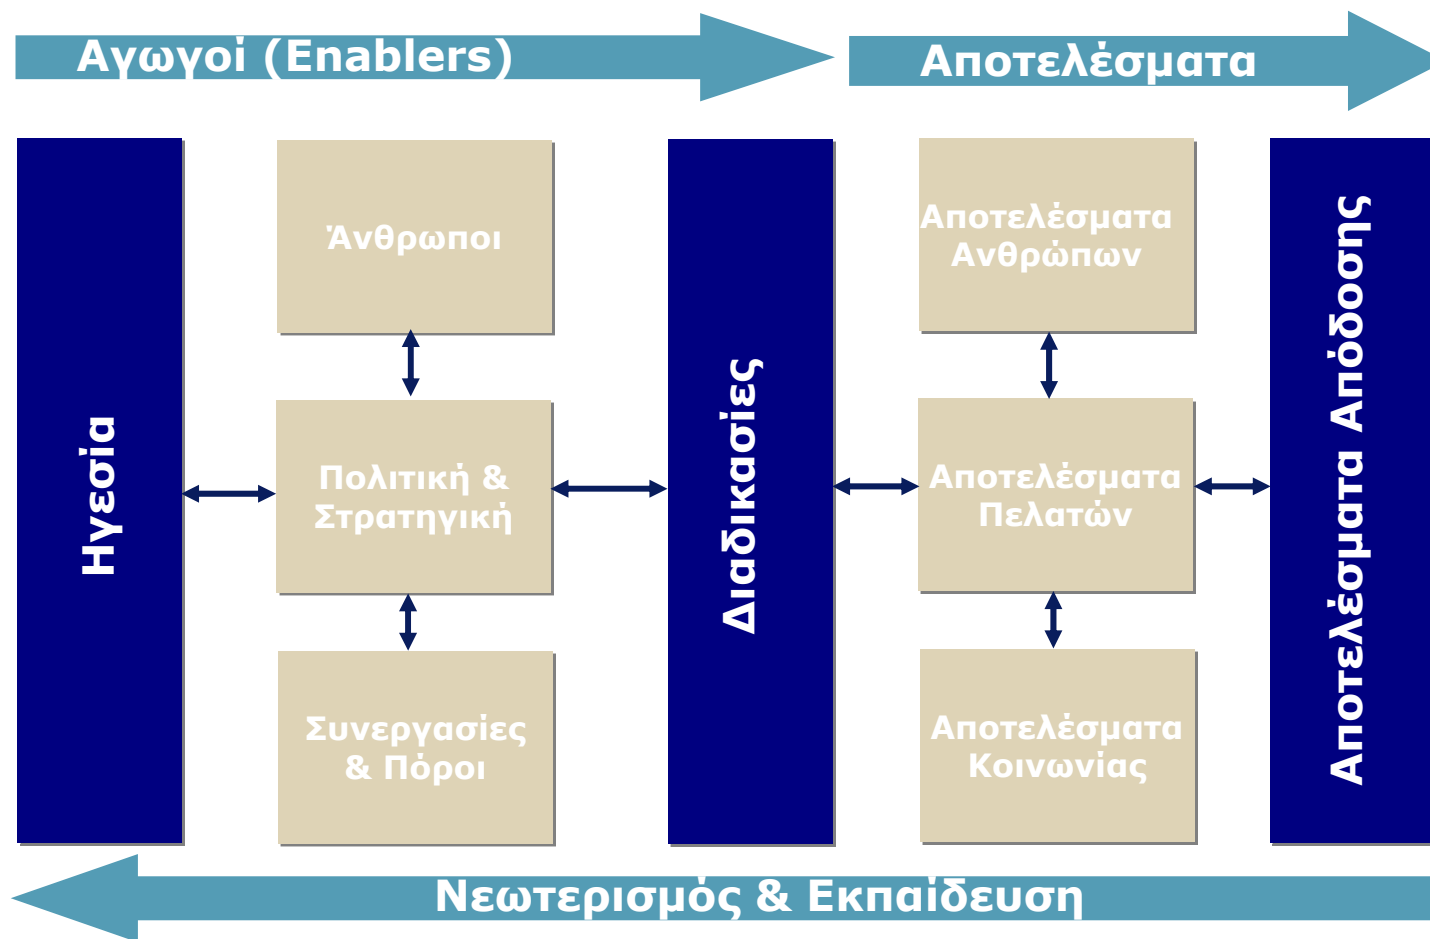 Αγωγοί (Enablers)
Αποτελέσματα
Ηγεσία
Άνθρωποι
Πολιτική &
Στρατηγική
Συνεργασίες
& Πόροι
Διαδικασίες
Αποτελέσματα
Ανθρώπων
Αποτελέσματα
Πελατών
Αποτελέσματα
Κοινωνίας
Αποτελέσματα Απόδοσης
Νεωτερισμός & Εκπαίδευση